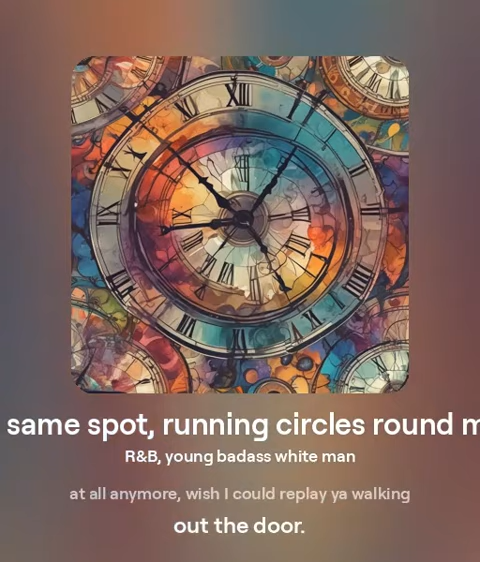 XII
same spot, running circles round m
R&B, young badass white man
at all anymore, wish I could replay ya walking
out the door.